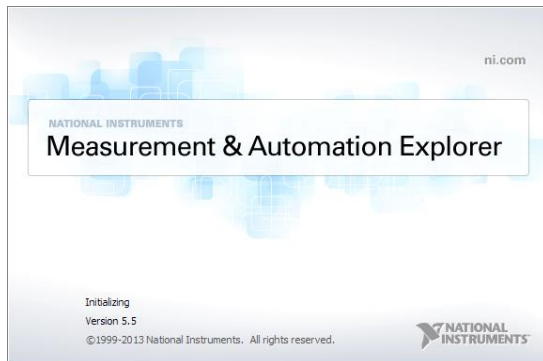 ni.com
NATIONAL INSTRUMENTS
Measurement & Automation Explorer
Initializing
Version 5.5
©1999-2013 National Instruments. All rights reserved.
NATIONAL
INSTRUMENTS